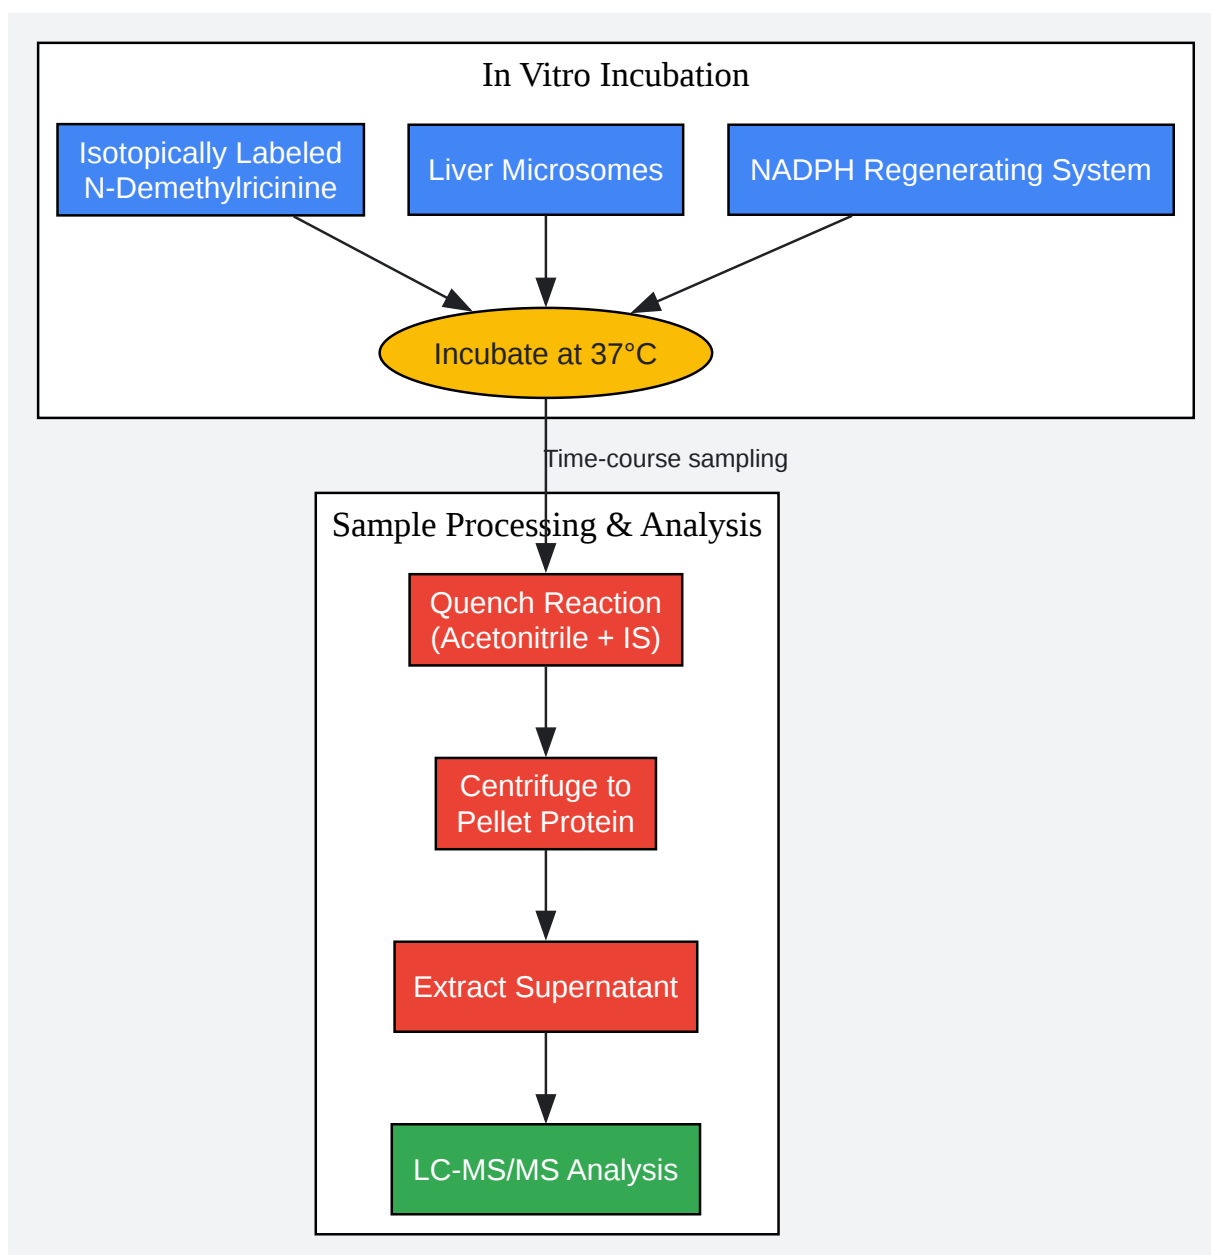 In Vitro Incubation
Isotopically Labeled
N-Demethylricinine
Liver Microsomes
NADPH Regenerating System
Incubate at 37°C
Time-course sampling
Sample Processing & Analysis
Quench Reaction
(Acetonitrile + IS)
Centrifuge to
Pellet Protein
Extract Supernatant
LC-MS/MS Analysis